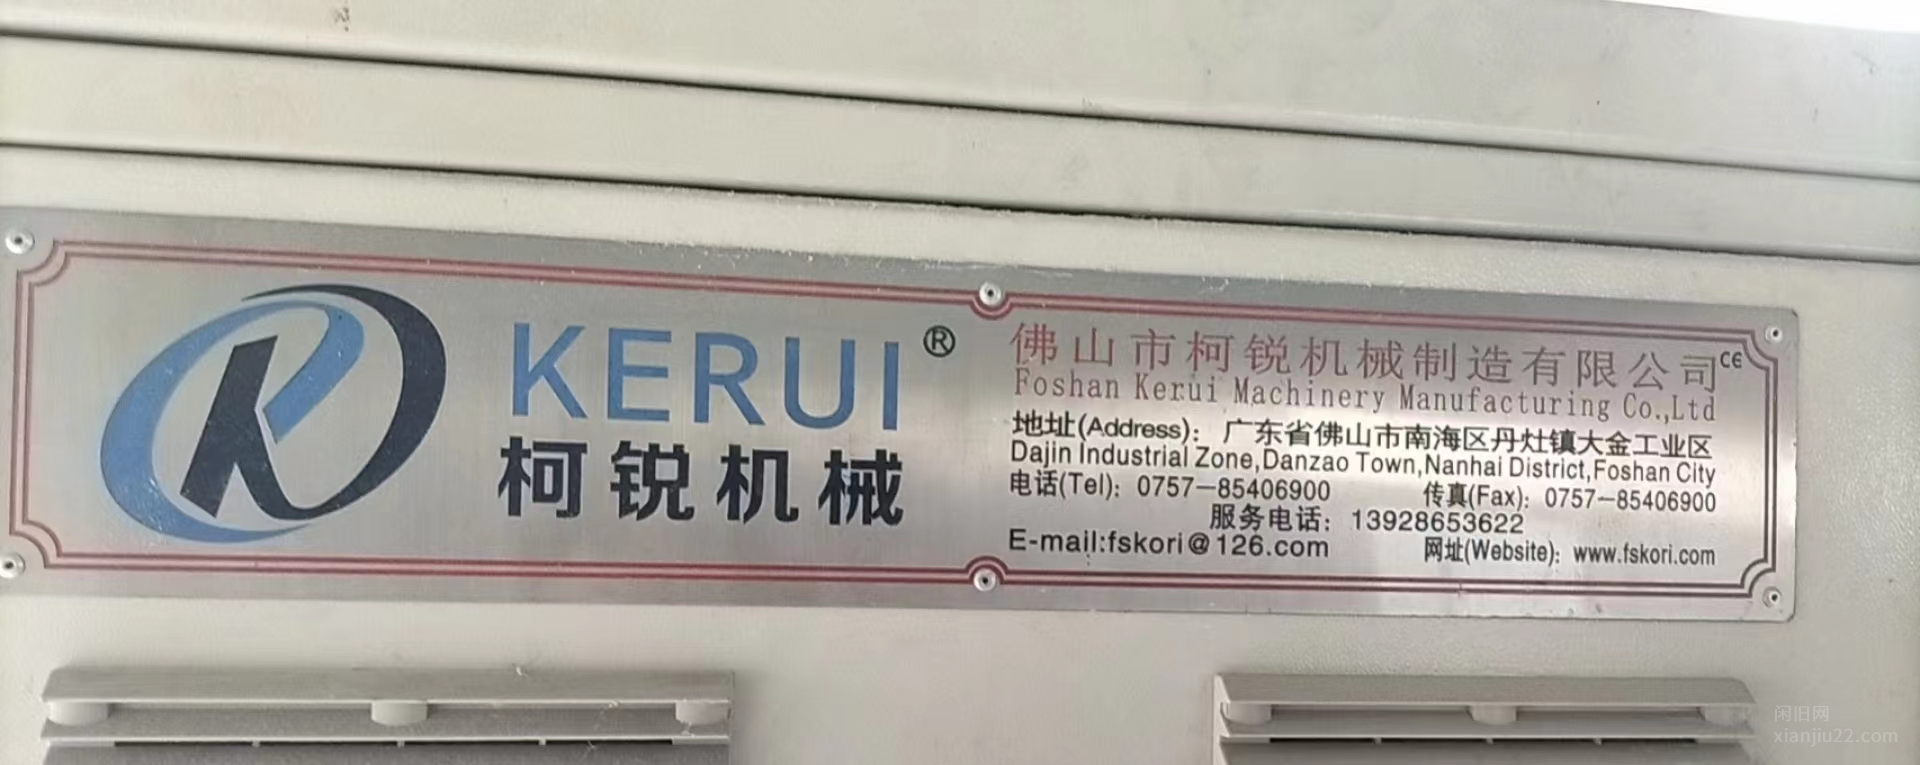 KERUI®
柯锐机械
佛山市柯锐机械制造有限公司 CE
Foshan Kerui Machinery Manufacturing Co.,Ltd
地址(Address)：广东省佛山市南海区丹灶镇大金工业区
Dajin Industrial Zone,Danzao Town,Nanhai District,Foshan City
电话(Tel)：0757—85406900 传真(Fax)：0757—85406900
服务电话：13928653622
E-mail:fskori@126.com 网址(Website)：www.fskori.com
闲旧网
xianjiu22.com